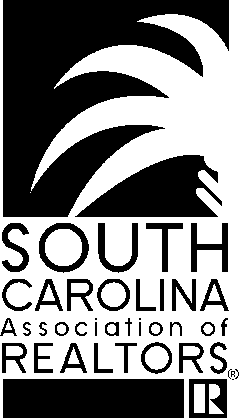 SOUTH
CAROLINA
Association of
REALTORS®
R